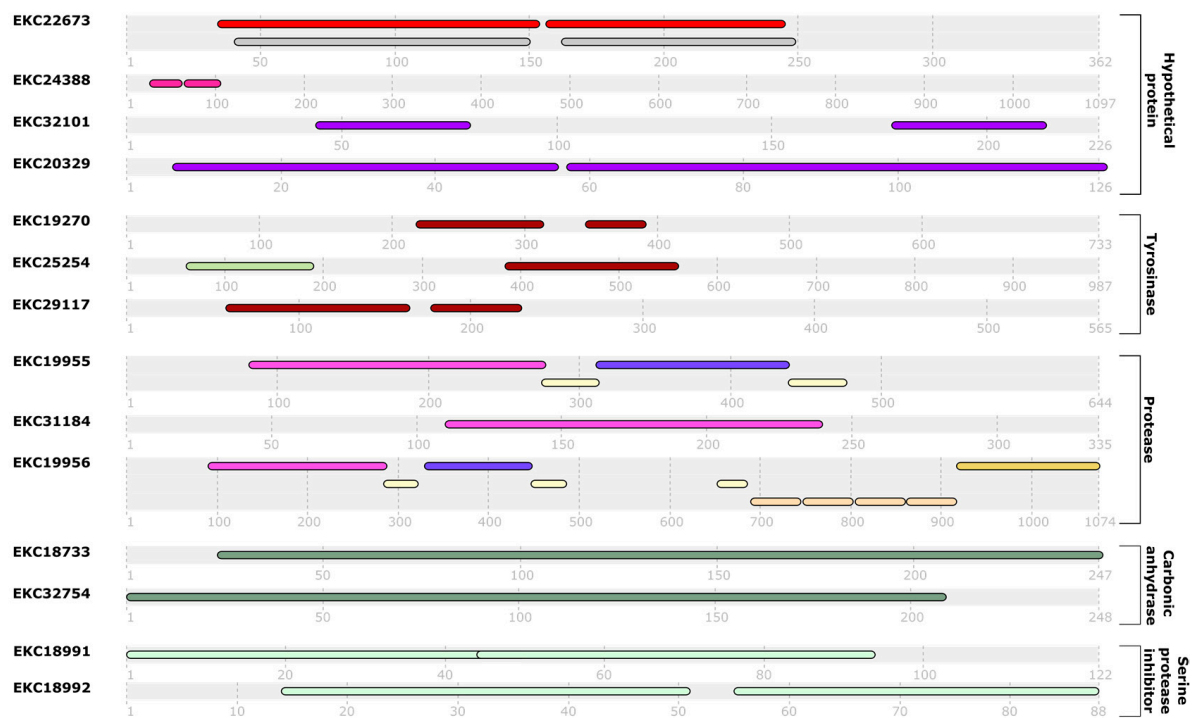 EKC22673
1 50 100 150 200 250 300 362
EKC24388
1 100 200 300 400 500 600 700 800 900 1000 1097
EKC32101
1 50 100 150 200 226
EKC20329
1 20 40 60 80 100 126
Hypothetical
protein
EKC19270
1 100 200 300 400 500 600 733
EKC25254
1 100 200 300 400 500 600 700 800 900 987
EKC29117
1 100 200 300 400 500 565
Tyrosinase
EKC19955
1 100 200 300 400 500 644
EKC31184
1 50 100 150 200 250 300 335
EKC19956
1 100 200 300 400 500 600 700 800 900 1000 1074
Protease
EKC18733
1 50 100 150 200 247
EKC32754
1 50 100 150 200 248
Carbonic
anhydrase
EKC18991
1 20 40 60 80 100 122
EKC18992
1 10 20 30 40 50 60 70 80 88
Serine
protease
inhibitor